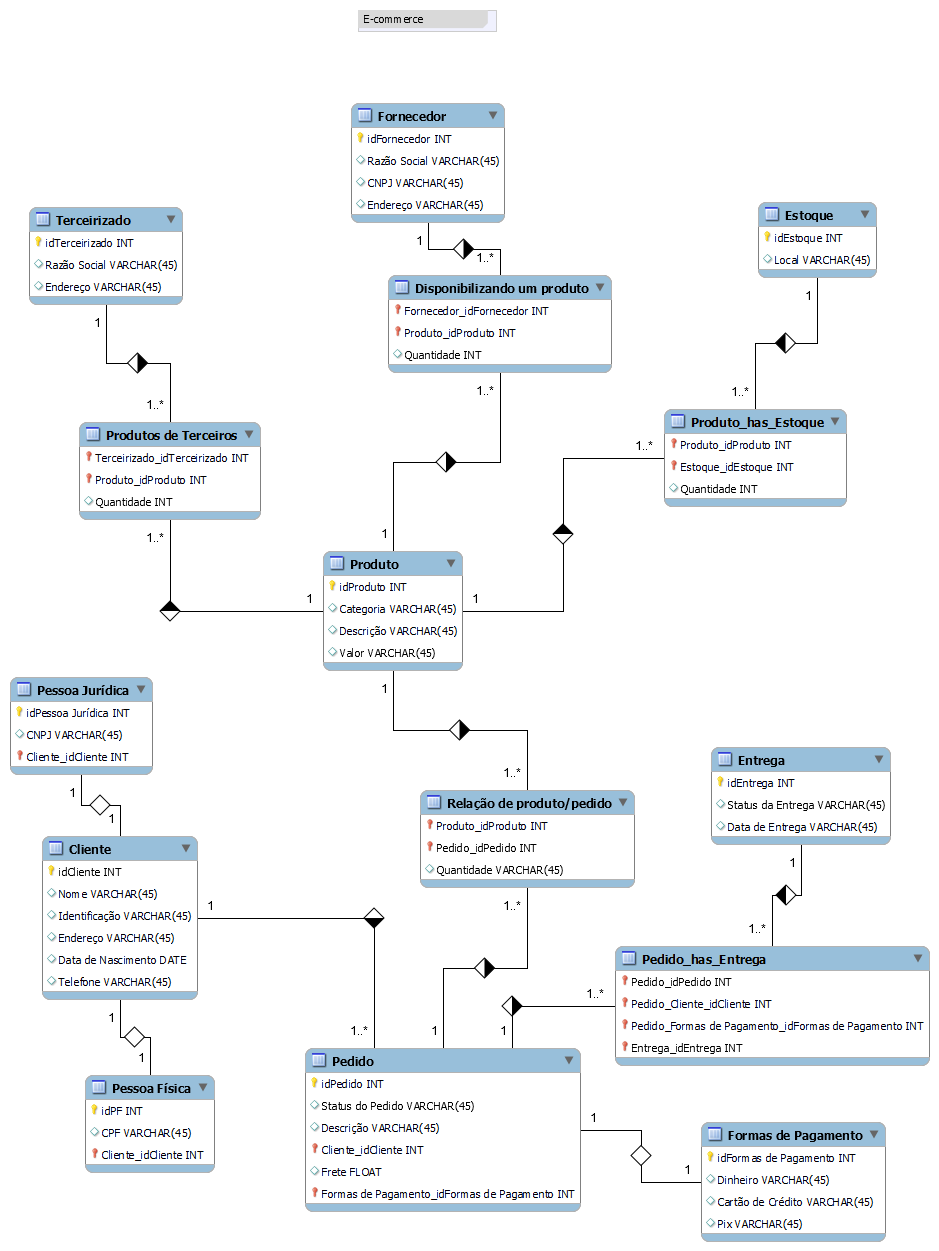 E-commerce
Fornecedor
idFornecedor INT
Razão Social VARCHAR(45)
CNPJ VARCHAR(45)
Endereço VARCHAR(45)
1
1..*
Terceirizado
idTerceirizado INT
Razão Social VARCHAR(45)
Endereço VARCHAR(45)
1
1..*
Estoque
idEstoque INT
Local VARCHAR(45)
1
1..*
Disponibilizando um produto
Fornecedor_idFornecedor INT
Produto_idProduto INT
Quantidade INT
1..*
1
Produtos de Terceiros
Terceirizado_idTerceirizado INT
Produto_idProduto INT
Quantidade INT
1..*
1
Produto_has_Estoque
Produto_idProduto INT
Estoque_idEstoque INT
Quantidade INT
1..*
1
Produto
idProduto INT
Categoria VARCHAR(45)
Descrição VARCHAR(45)
Valor VARCHAR(45)
1
1..*
Pessoa Jurídica
idPessoa Jurídica INT
CNPJ VARCHAR(45)
Cliente_idCliente INT
1
1
Relação de produto/pedido
Produto_idProduto INT
Pedido_idPedido INT
Quantidade VARCHAR(45)
1..*
1
Entrega
idEntrega INT
Status da Entrega VARCHAR(45)
Data de Entrega VARCHAR(45)
1
1..*
Cliente
idCliente INT
Nome VARCHAR(45)
Identificação VARCHAR(45)
Endereço VARCHAR(45)
Data de Nascimento DATE
Telefone VARCHAR(45)
1
1..*
1
1
Pedido_has_Entrega
Pedido_idPedido INT
Pedido_Cliente_idCliente INT
Pedido_Formas de Pagamento_idFormas de Pagamento INT
Entrega_idEntrega INT
1..*
1
Pessoa Física
idPF INT
CPF VARCHAR(45)
Cliente_idCliente INT
Pedido
idPedido INT
Status do Pedido VARCHAR(45)
Descrição VARCHAR(45)
Cliente_idCliente INT
Frete FLOAT
Formas de Pagamento_idFormas de Pagamento INT
1
1
Formas de Pagamento
idFormas de Pagamento INT
Dinheiro VARCHAR(45)
Cartão de Crédito VARCHAR(45)
Pix VARCHAR(45)